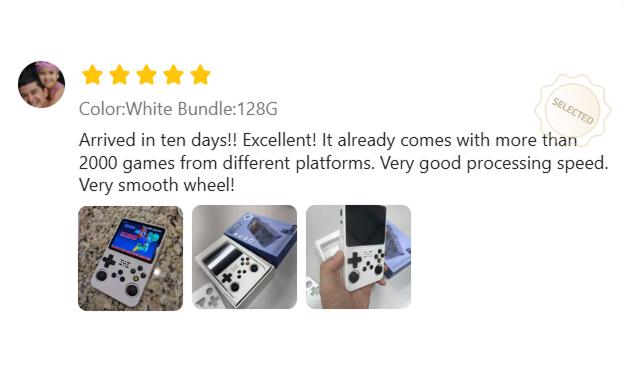 Color:White Bundle:128G
SELECTED
Arrived in ten days!! Excellent! It already comes with more than
2000 games from different platforms. Very good processing speed.
Very smooth wheel!